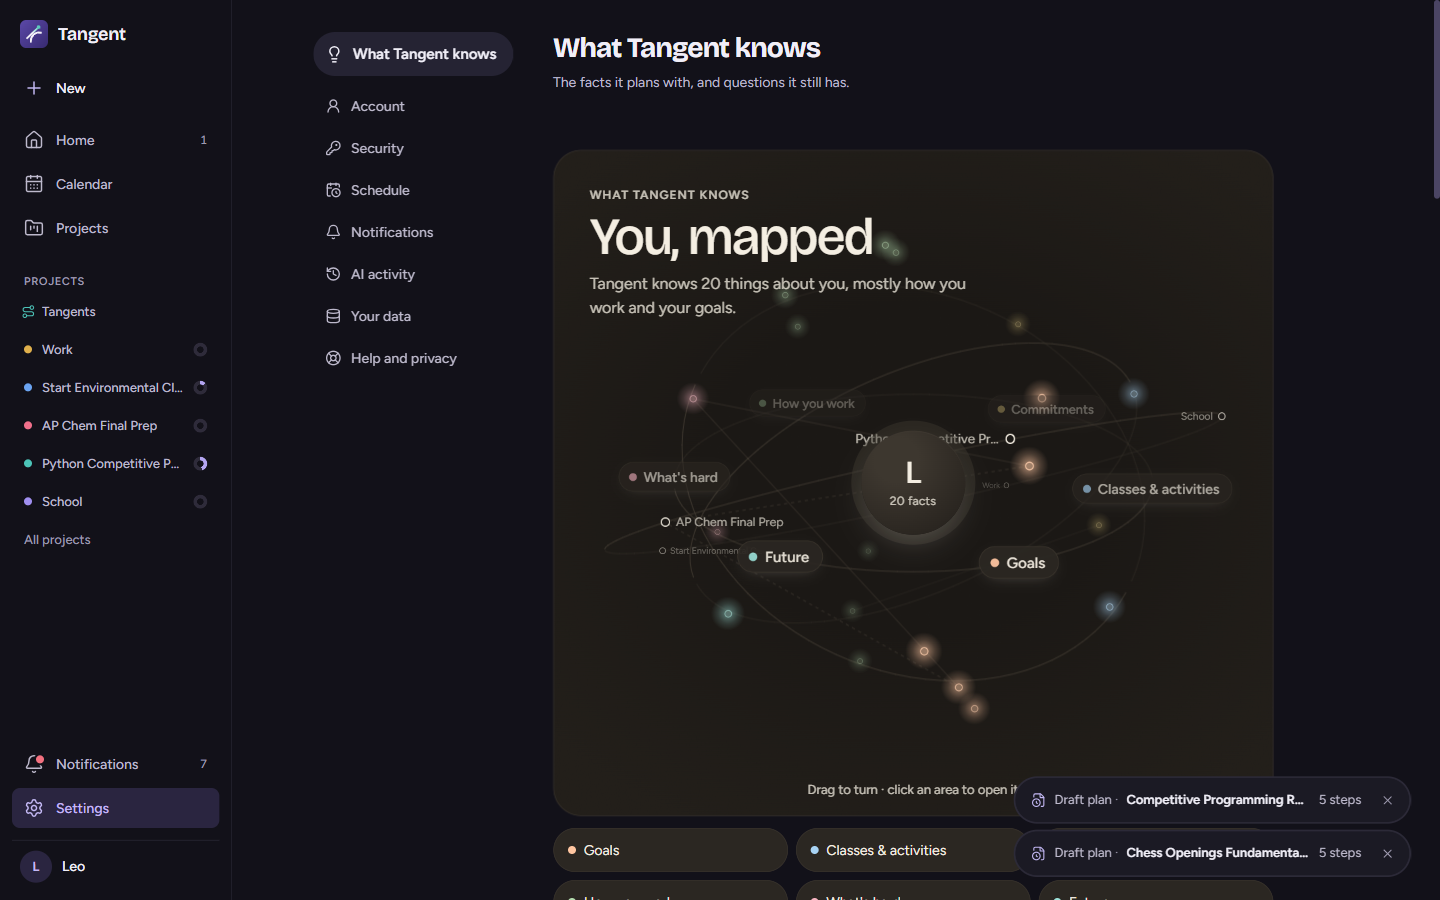 Tangent
New
Home 1
Calendar
Projects
PROJECTS
Tangents
Work
Start Environmental Cl...
AP Chem Final Prep
Python Competitive P...
School
All projects
Notifications 7
Settings
L Leo
What Tangent knows
Account
Security
Schedule
Notifications
AI activity
Your data
Help and privacy
What Tangent knows
The facts it plans with, and questions it still has.
WHAT TANGENT KNOWS
You, mapped
Tangent knows 20 things about you, mostly how you
work and your goals.
How you work
Commitments
School
Pr...
What's hard
L
20 facts
Work
Classes & activities
AP Chem Final Prep
Start Environmen
Future
Goals
Drag to turn · click an area to open it
Draft plan · Competitive Programming R... 5 steps
Draft plan · Chess Openings Fundamenta... 5 steps
Goals
Classes & activities